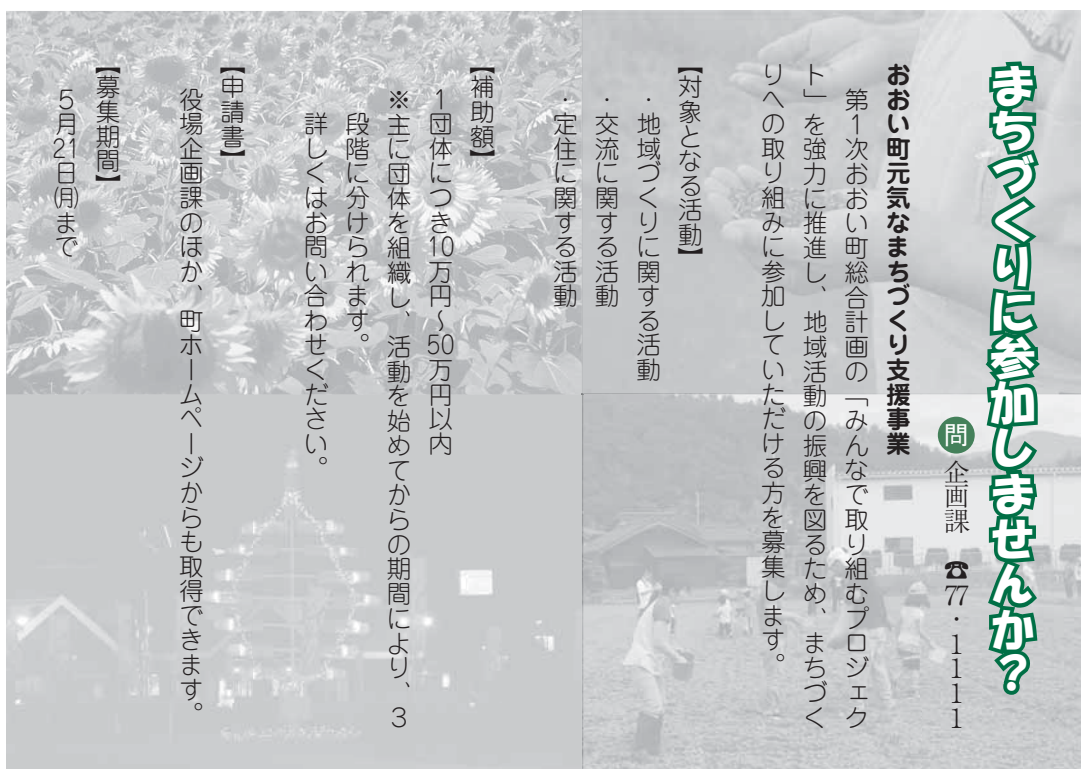 まちづくりに参加しませんか?
問 企画課 ☎77・1111
おおい町元気なまちづくり支援事業
第1次おおい町総合計画の「みんなで取り組むプロジェク
ト」を強力に推進し、地域活動の振興を図るため、まちづく
りへの取り組みに参加していただける方を募集します。
【対象となる活動】
・地域づくりに関する活動
・交流に関する活動
・定住に関する活動
【補助額】
1団体につき10万円~50万円以内
※主に団体を組織し、活動を始めてからの期間により、3
段階に分けられます。
詳しくはお問い合わせください。
【申請書】
役場企画課のほか、町ホームページからも取得できます。
【募集期間】
5月21日(月)まで